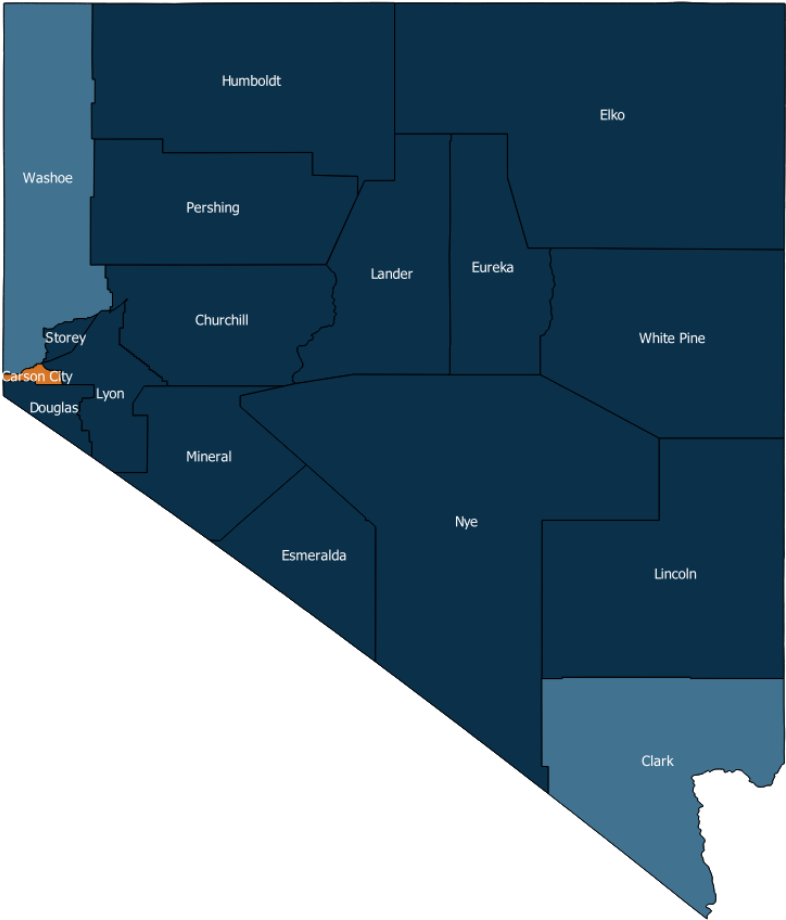 Humboldt
Elko
Washoe
Pershing
Lander
Eureka
Churchill
Storey
White Pine
Carson City
Lyon
Douglas
Mineral
Nye
Esmeralda
Lincoln
Clark